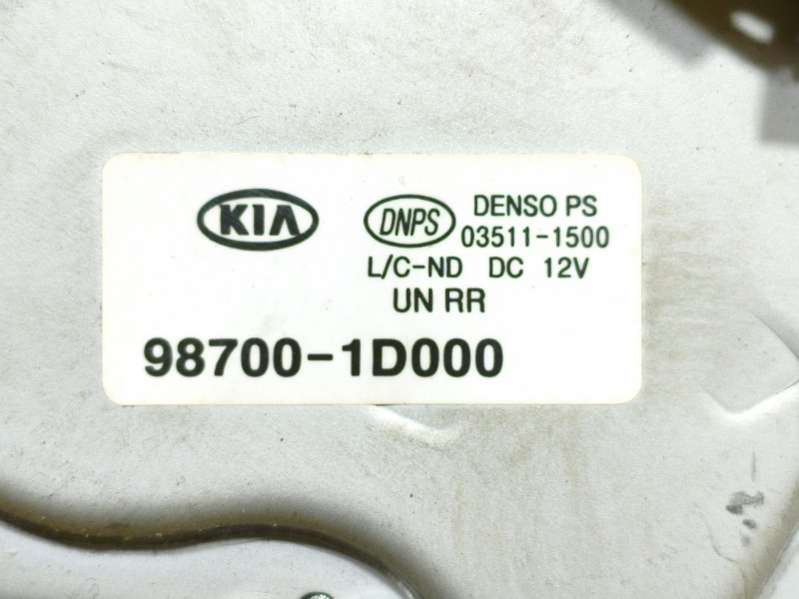 KIA
DNPS DENSO PS
03511-1500
L/C-ND DC 12V
UN RR
98700-1D000